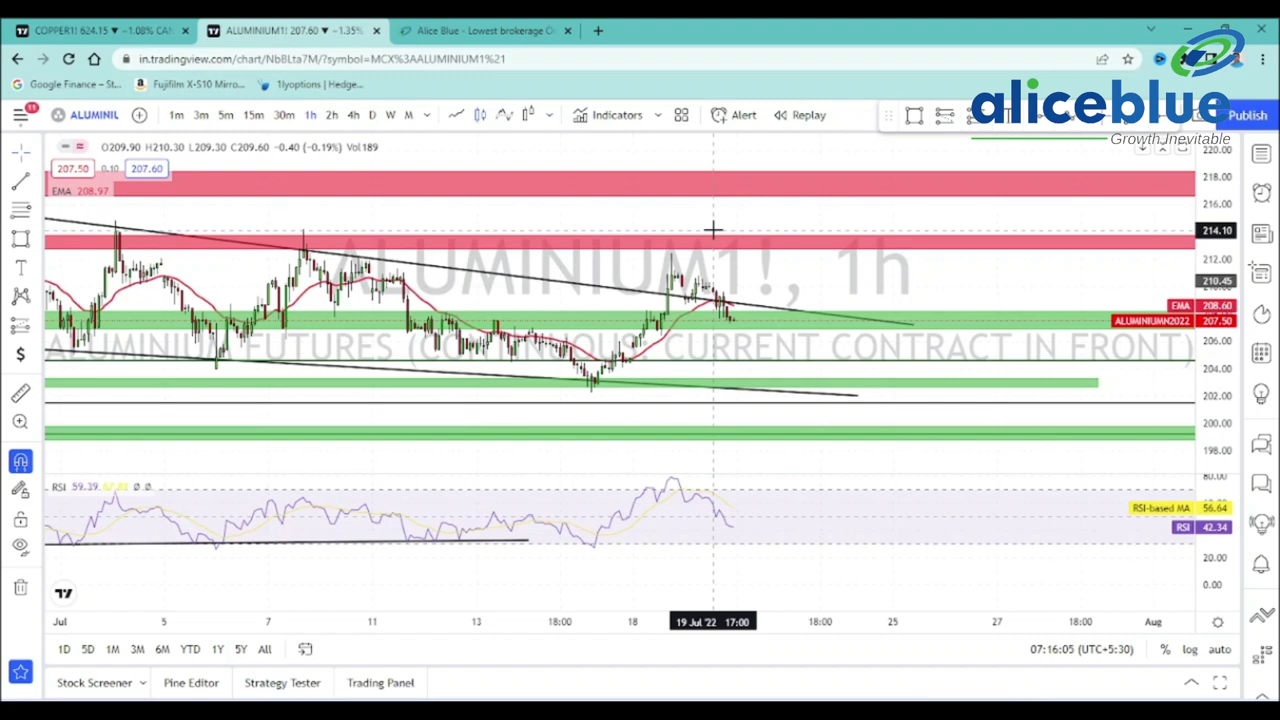 COPPER1! 624.15 ▼ −1.08% CAN
ALUMINIUM1! 207.60 ▼ −1.35%
Alice Blue - Lowest brokerage
in.tradingview.com/chart/NbBLta7M/?symbol=MCX%3AALUMINIUM1%21
Google Finance – St...
Fujifilm X-S10 Mirro...
1lyoptions | Hedge...
aliceblue
Growth, Inevitable
11
ALUMINIL
1m 3m 5m 15m 30m 1h 2h 4h D W M
Indicators
Alert
Replay
Publish
O209.90 H210.30 L209.30 C209.60 −0.40 (−0.19%) Vol189
207.50 0.10 207.60
EMA 208.97
ALUMINIUM1!, 1h
ALUMINIUM FUTURES (CONTINUOUS: CURRENT CONTRACT IN FRONT)
220.00
218.00
216.00
214.10
212.00
210.45
EMA 208.60
ALUMINIUMN2022 207.50
206.00
204.00
202.00
200.00
198.00
RSI 59.39 Ø Ø
80.00
RSI-based MA 56.64
RSI 42.34
20.00
0.00
Jul 5 7 11 13 18:00 18 19 Jul '22 17:00 18:00 25 27 18:00 Aug
1D 5D 1M 3M 6M YTD 1Y 5Y All
07:16:05 (UTC+5:30) % log auto
Stock Screener
Pine Editor
Strategy Tester
Trading Panel